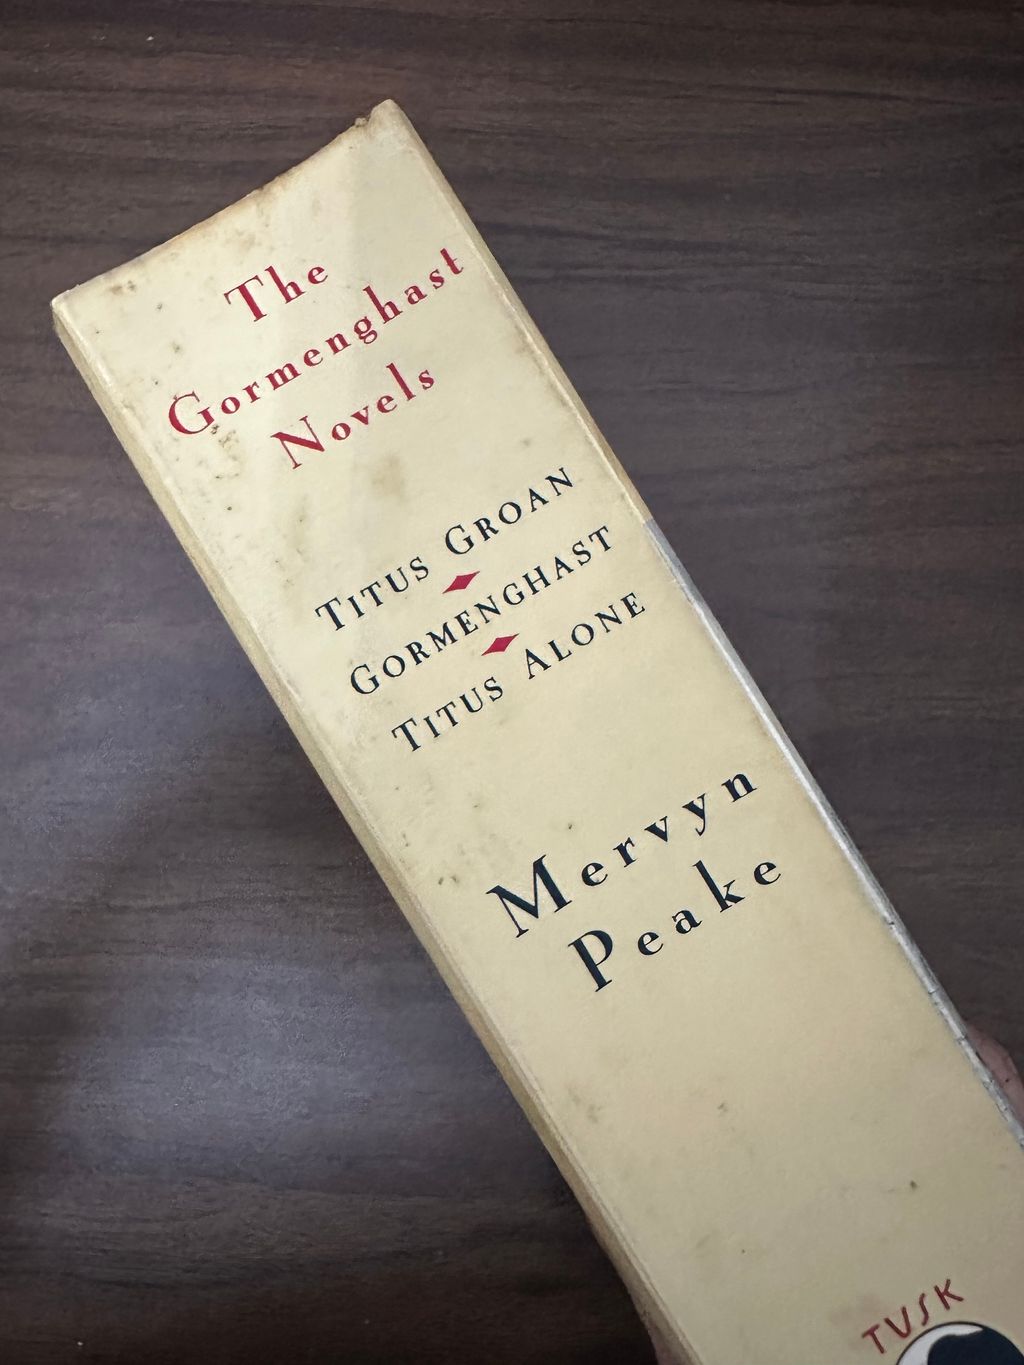 The
Gormenghast
Novels
TITUS GROAN
GORMENGHAST
TITUS ALONE
Mervyn
Peake
TUSK